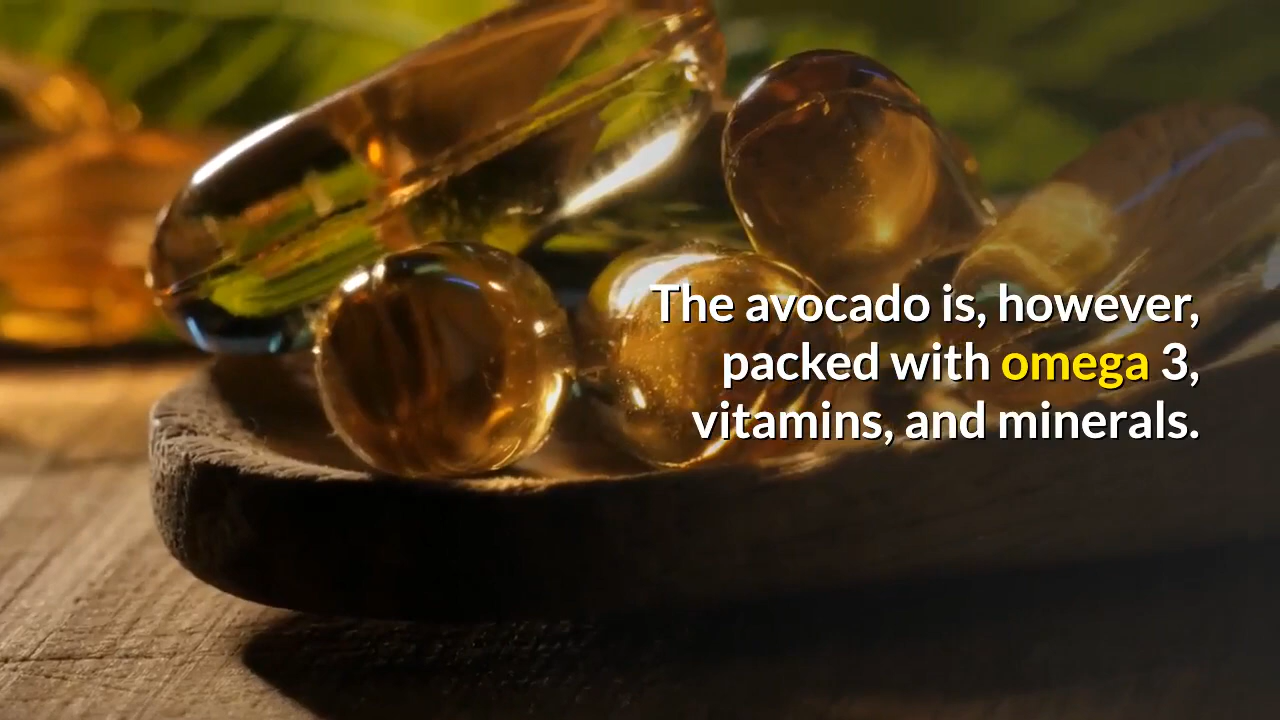 The avocado is, however,
packed with omega 3,
vitamins, and minerals.